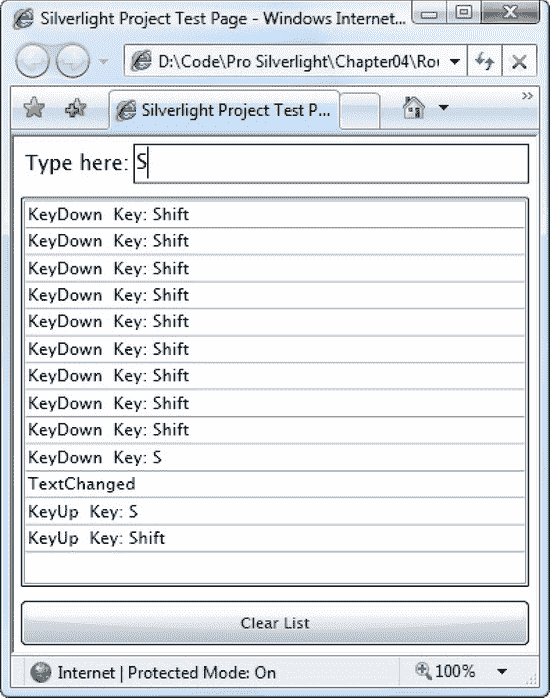 Silverlight Project Test Page - Windows Internet...
D:\Code\Pro Silverlight\Chapter04\Rou
Silverlight Project Test P...
Type here: S
KeyDown Key: Shift
KeyDown Key: Shift
KeyDown Key: Shift
KeyDown Key: Shift
KeyDown Key: Shift
KeyDown Key: Shift
KeyDown Key: Shift
KeyDown Key: Shift
KeyDown Key: Shift
KeyDown Key: S
TextChanged
KeyUp Key: S
KeyUp Key: Shift
Clear List
Internet | Protected Mode: On 100%